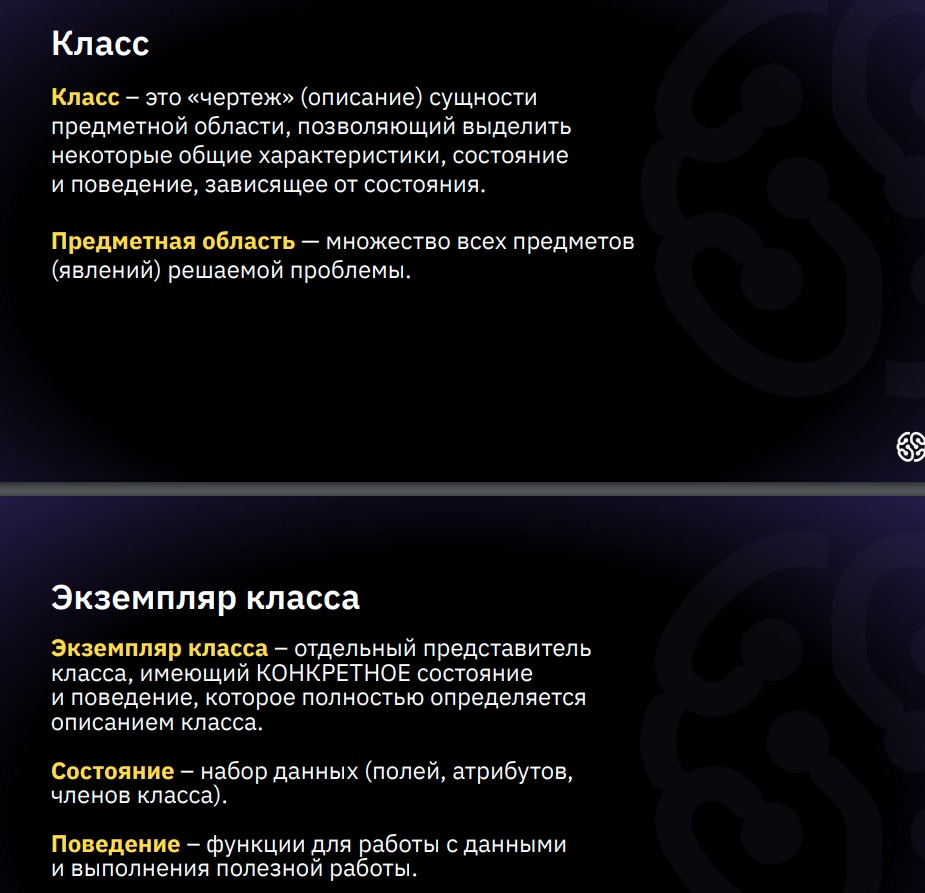 Класс
Класс – это «чертеж» (описание) сущности
предметной области, позволяющий выделить
некоторые общие характеристики, состояние
и поведение, зависящее от состояния.
Предметная область — множество всех предметов
(явлений) решаемой проблемы.
Экземпляр класса
Экземпляр класса – отдельный представитель
класса, имеющий КОНКРЕТНОЕ состояние
и поведение, которое полностью определяется
описанием класса.
Состояние – набор данных (полей, атрибутов,
членов класса).
Поведение – функции для работы с данными
и выполнения полезной работы.